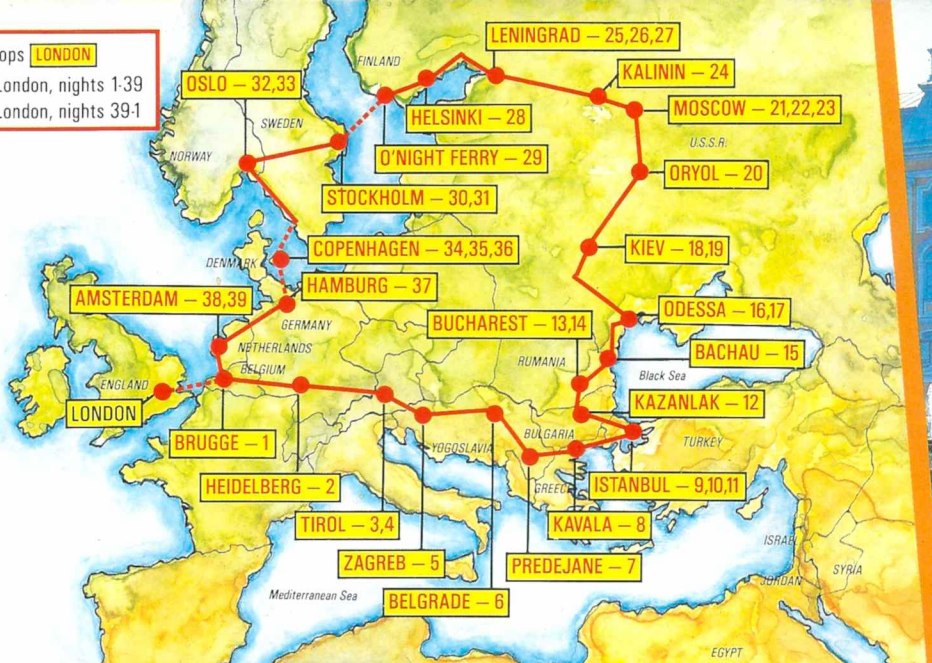 ops LONDON
London, nights 1-39
London, nights 39-1
LENINGRAD – 25,26,27
FINLAND
KALININ – 24
OSLO – 32,33
MOSCOW – 21,22,23
HELSINKI – 28
SWEDEN
U.S.S.R.
NORWAY
O'NIGHT FERRY – 29
ORYOL – 20
STOCKHOLM – 30,31
COPENHAGEN – 34,35,36
KIEV – 18,19
DENMARK
HAMBURG – 37
AMSTERDAM – 38,39
ODESSA – 16,17
GERMANY
BUCHAREST – 13,14
NETHERLANDS
BACHAU – 15
RUMANIA
BELGIUM
Black Sea
ENGLAND
KAZANLAK – 12
LONDON
BRUGGE – 1
BULGARIA
TURKEY
YOGOSLAVIA
HEIDELBERG – 2
GREECE
ISTANBUL – 9,10,11
TIROL – 3,4
KAVALA – 8
ISRAEL
ZAGREB – 5
PREDEJANE – 7
SYRIA
JORDAN
Mediterranean Sea
BELGRADE – 6
EGYPT